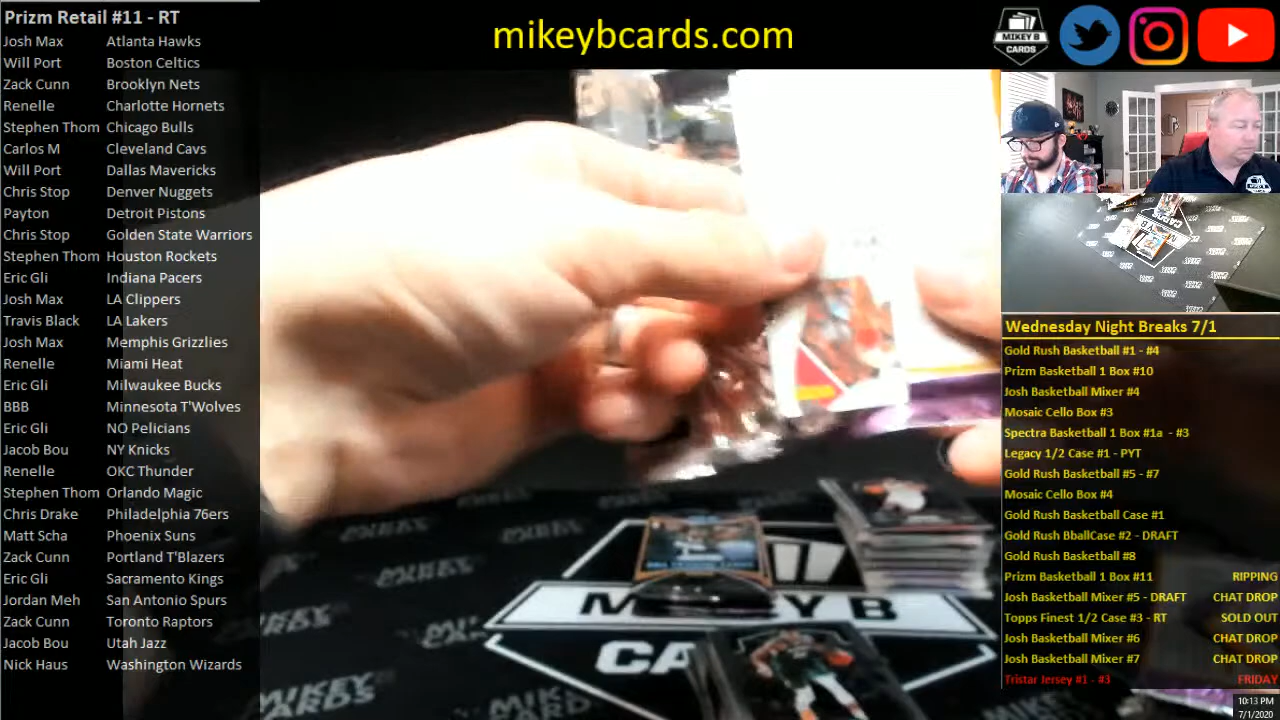 Prizm Retail #11 - RT
Josh Max Atlanta Hawks
Will Port Boston Celtics
Zack Cunn Brooklyn Nets
Renelle Charlotte Hornets
Stephen Thom Chicago Bulls
Carlos M Cleveland Cavs
Will Port Dallas Mavericks
Chris Stop Denver Nuggets
Payton Detroit Pistons
Chris Stop Golden State Warriors
Stephen Thom Houston Rockets
Eric Gli Indiana Pacers
Josh Max LA Clippers
Travis Black LA Lakers
Josh Max Memphis Grizzlies
Renelle Miami Heat
Eric Gli Milwaukee Bucks
BBB Minnesota T'Wolves
Eric Gli NO Pelicians
Jacob Bou NY Knicks
Renelle OKC Thunder
Stephen Thom Orlando Magic
Chris Drake Philadelphia 76ers
Matt Scha Phoenix Suns
Zack Cunn Portland T'Blazers
Eric Gli Sacramento Kings
Jordan Meh San Antonio Spurs
Zack Cunn Toronto Raptors
Jacob Bou Utah Jazz
Nick Haus Washington Wizards
mikeybcards.com
MIKEY B
CARDS
Wednesday Night Breaks 7/1
Gold Rush Basketball #1 - #4
Prizm Basketball 1 Box #10
Josh Basketball Mixer #4
Mosaic Cello Box #3
Spectra Basketball 1 Box #1a - #3
Legacy 1/2 Case #1 - PYT
Gold Rush Basketball #5 - #7
Mosaic Cello Box #4
Gold Rush Basketball Case #1
Gold Rush BballCase #2 - DRAFT
Gold Rush Basketball #8
Prizm Basketball 1 Box #11 RIPPING
Josh Basketball Mixer #5 - DRAFT CHAT DROP
Topps Finest 1/2 Case #3 - RT SOLD OUT
Josh Basketball Mixer #6 CHAT DROP
Josh Basketball Mixer #7 CHAT DROP
Tristar Jersey #1 - #3 FRIDAY
10:13 PM
7/1/2020